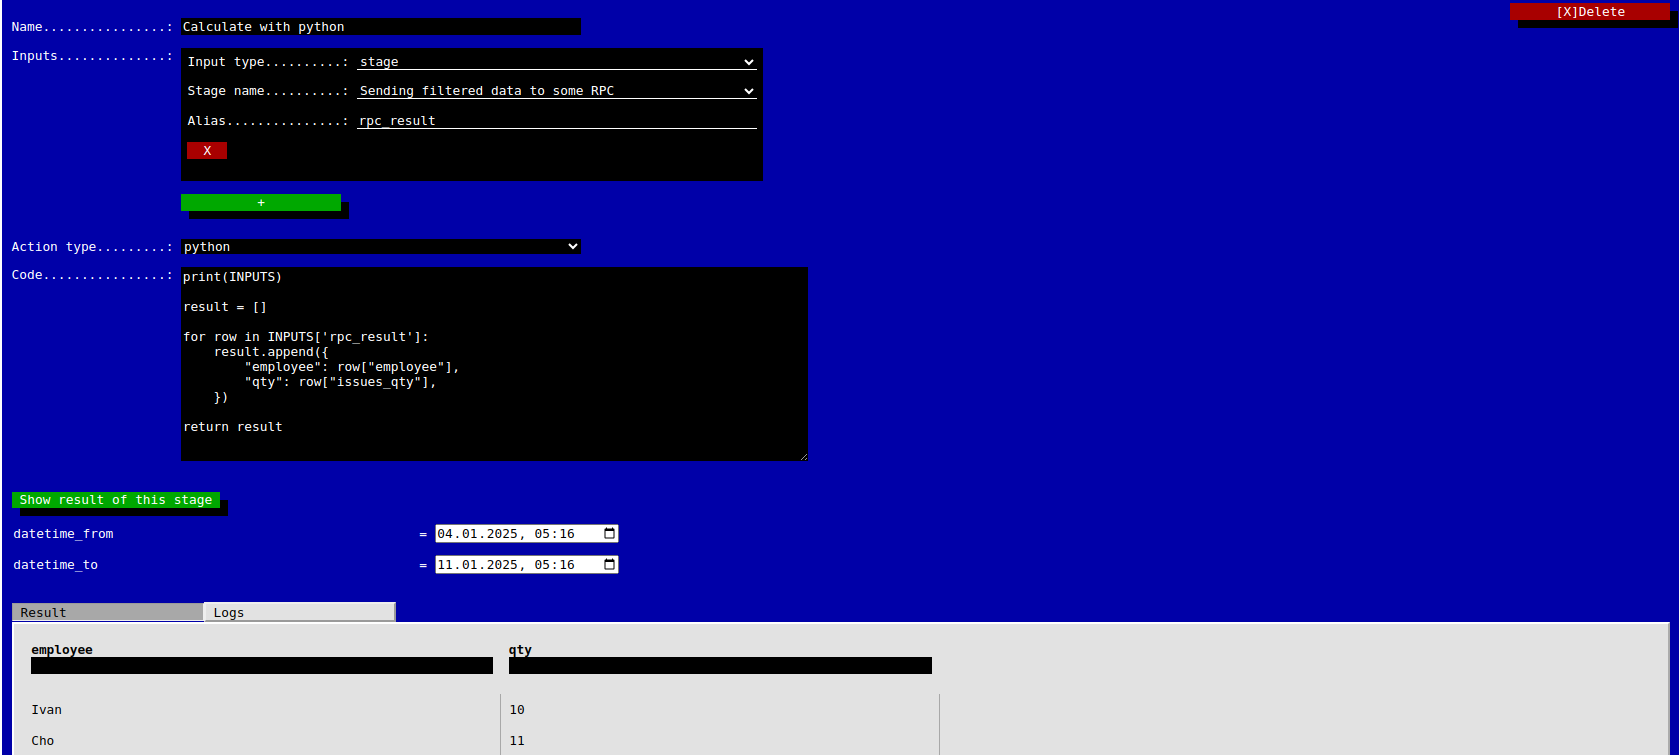 Name................: Calculate with python
[X]Delete
Inputs..............:
Input type..........: stage
Stage name..........: Sending filtered data to some RPC
Alias...............: rpc_result
X
+
Action type.........: python
Code................:
print(INPUTS)
result = []
for row in INPUTS['rpc_result']:
    result.append({
        "employee": row["employee"],
        "qty": row["issues_qty"],
    })
return result
Show result of this stage
datetime_from = 04.01.2025, 05:16
datetime_to = 11.01.2025, 05:16
Result Logs
employee qty
Ivan 10
Cho 11